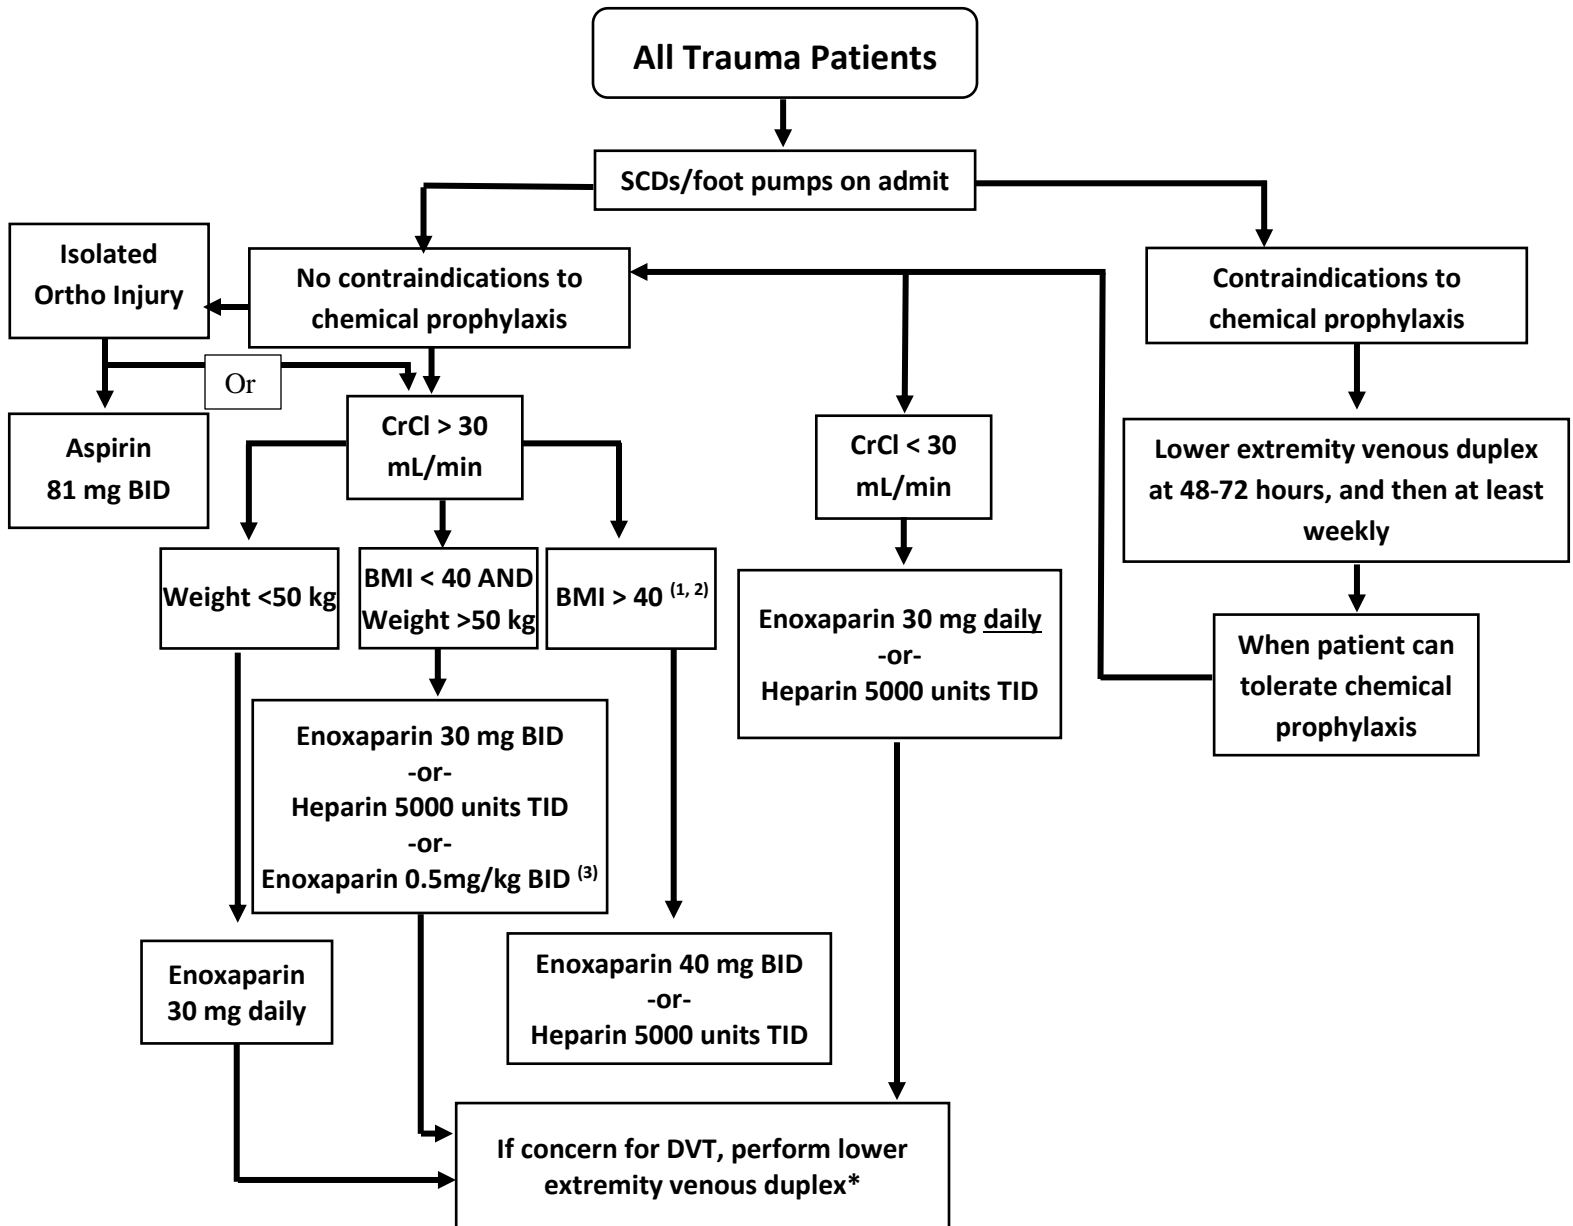 All Trauma Patients
SCDs/foot pumps on admit
Isolated
Ortho Injury
No contraindications to
chemical prophylaxis
Contraindications to
chemical prophylaxis
Or
Aspirin
81 mg BID
CrCl > 30
mL/min
CrCl < 30
mL/min
Lower extremity venous duplex
at 48-72 hours, and then at least
weekly
Weight <50 kg
BMI < 40 AND
Weight >50 kg
BMI > 40 (1, 2)
Enoxaparin 30 mg daily
-or-
Heparin 5000 units TID
When patient can
tolerate chemical
prophylaxis
Enoxaparin 30 mg BID
-or-
Heparin 5000 units TID
-or-
Enoxaparin 0.5mg/kg BID (3)
Enoxaparin
30 mg daily
Enoxaparin 40 mg BID
-or-
Heparin 5000 units TID
If concern for DVT, perform lower
extremity venous duplex*